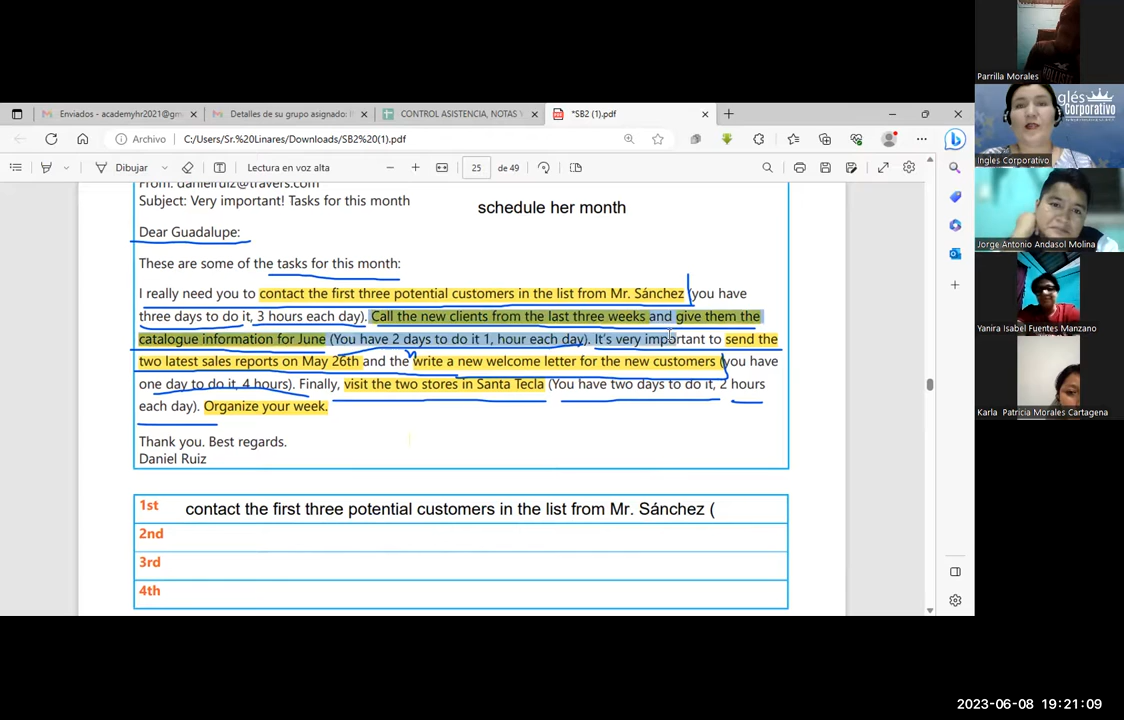 Enviados - academyhr2021@gm
Detalles de su grupo asignado: I
CONTROL ASISTENCIA, NOTAS Y
*SB2 (1).pdf
Archivo
C:/Users/Sr.%20Linares/Downloads/SB2%20(1).pdf
Dibujar
Lectura en voz alta
25
de 49
From: danielruiz@travers.com
Subject: Very important! Tasks for this month
schedule her month
Dear Guadalupe:
These are some of the tasks for this month:
I really need you to contact the first three potential customers in the list from Mr. Sánchez (you have
three days to do it, 3 hours each day). Call the new clients from the last three weeks and give them the
catalogue information for June (You have 2 days to do it 1, hour each day). It's very important to send the
two latest sales reports on May 26th and the write a new welcome letter for the new customers (you have
one day to do it, 4 hours). Finally, visit the two stores in Santa Tecla (You have two days to do it, 2 hours
each day). Organize your week.
Thank you. Best regards.
Daniel Ruiz
1st contact the first three potential customers in the list from Mr. Sánchez (
2nd
3rd
4th
Parrilla Morales
glés
Corporativo
Ingles Corporativo
Jorge Antonio Andasol Molina
Yanira Isabel Fuentes Manzano
Karla Patricia Morales Cartagena
2023-06-08 19:21:09